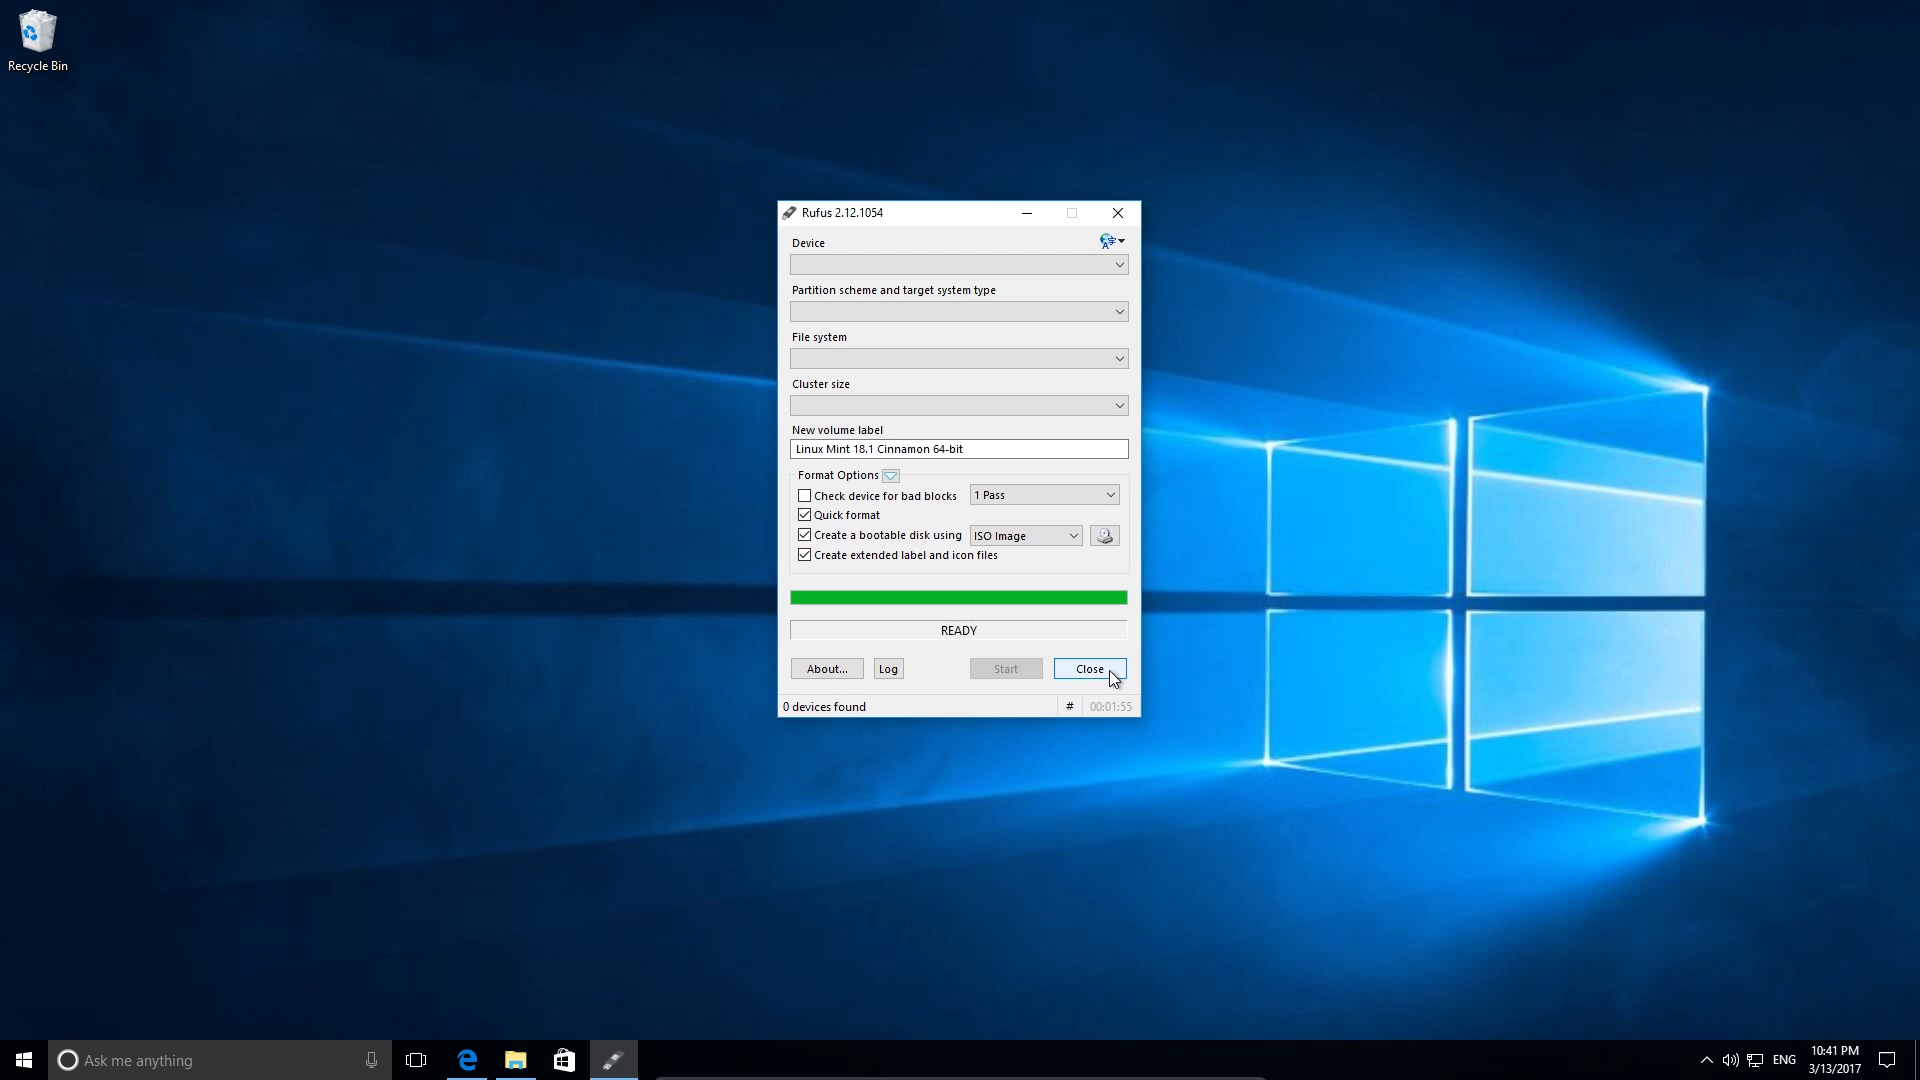 Recycle Bin
Rufus 2.12.1054
Device
Partition scheme and target system type
File system
Cluster size
New volume label
Linux Mint 18.1 Cinnamon 64-bit
Format Options
Check device for bad blocks
1 Pass
Quick format
Create a bootable disk using
ISO Image
Create extended label and icon files
READY
About...
Log
Start
Close
0 devices found
#
00:01:55
Ask me anything
ENG
10:41 PM
3/13/2017